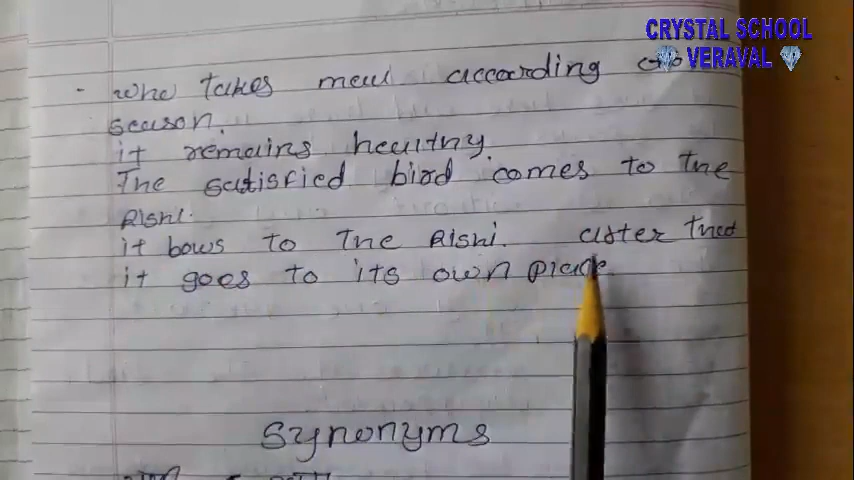 CRYSTAL SCHOOL
VERAVAL
- who takes meal according to
season.
it remains healthy.
The satisfied bird comes to the
Rishi.
it bows to The Rishi. after that
it goes to its own place
Synonyms